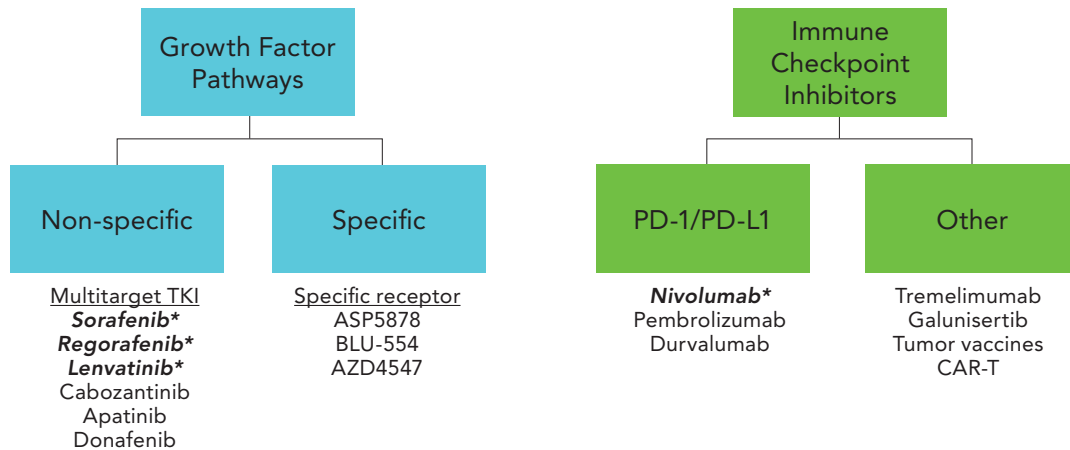 Growth Factor
Pathways
Non-specific
Specific
Multitarget TKI
Sorafenib*
Regorafenib*
Lenvatinib*
Cabozantinib
Apatinib
Donafenib
Specific receptor
ASP5878
BLU-554
AZD4547
Immune
Checkpoint
Inhibitors
PD-1/PD-L1
Other
Nivolumab*
Pembrolizumab
Durvalumab
Tremelimumab
Galunisertib
Tumor vaccines
CAR-T